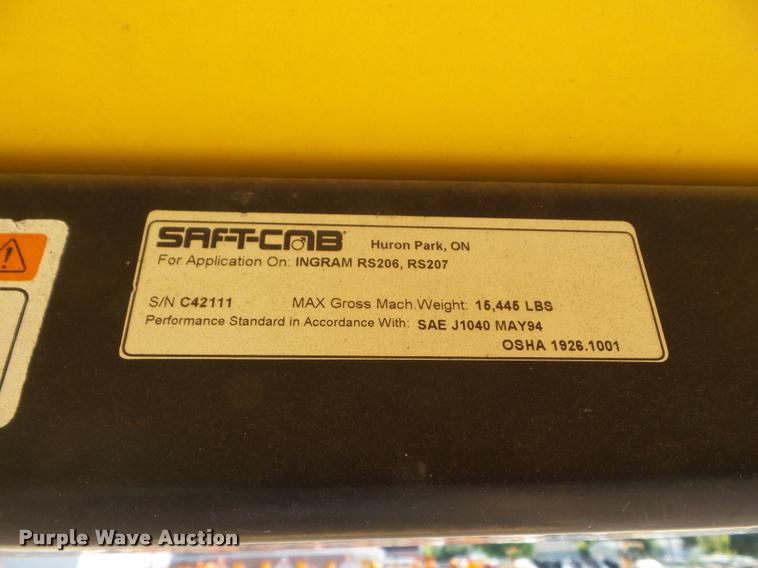 SAFT-CAB Huron Park, ON
For Application On: INGRAM RS206, RS207
S/N C42111 MAX Gross Mach.Weight: 15,445 LBS
Performance Standard in Accordance With: SAE J1040 MAY94
OSHA 1926.1001
Purple Wave Auction